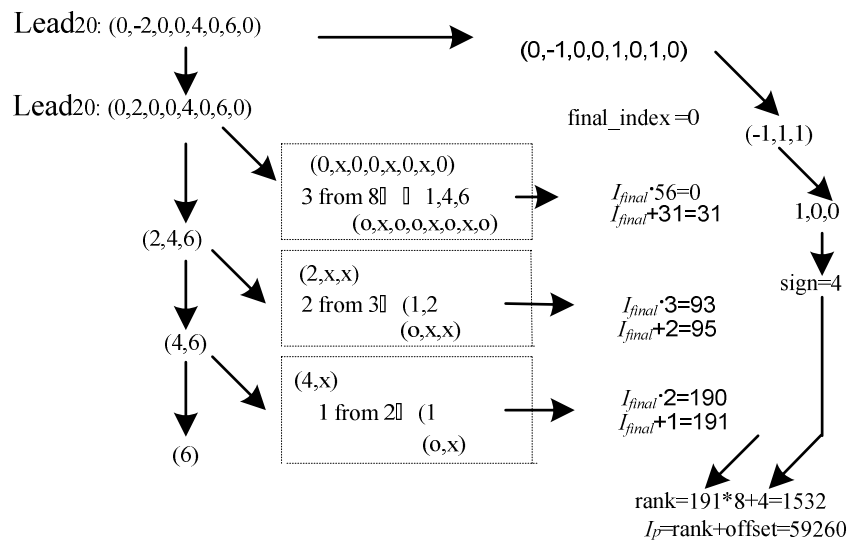 Lead20: (0,-2,0,0,4,0,6,0)
(0,-1,0,0,1,0,1,0)
Lead20: (0,2,0,0,4,0,6,0)
final_index =0
(-1,1,1)
(0,x,0,0,x,0,x,0)
3 from 8▯ ▯ 1,4,6
(o,x,o,o,x,o,x,o)
Ifinal·56=0
Ifinal+31=31
1,0,0
(2,4,6)
(2,x,x)
2 from 3▯ (1,2
(o,x,x)
Ifinal·3=93
Ifinal+2=95
sign=4
(4,6)
(4,x)
1 from 2▯ (1
(o,x)
Ifinal·2=190
Ifinal+1=191
(6)
rank=191*8+4=1532
Ip=rank+offset=59260